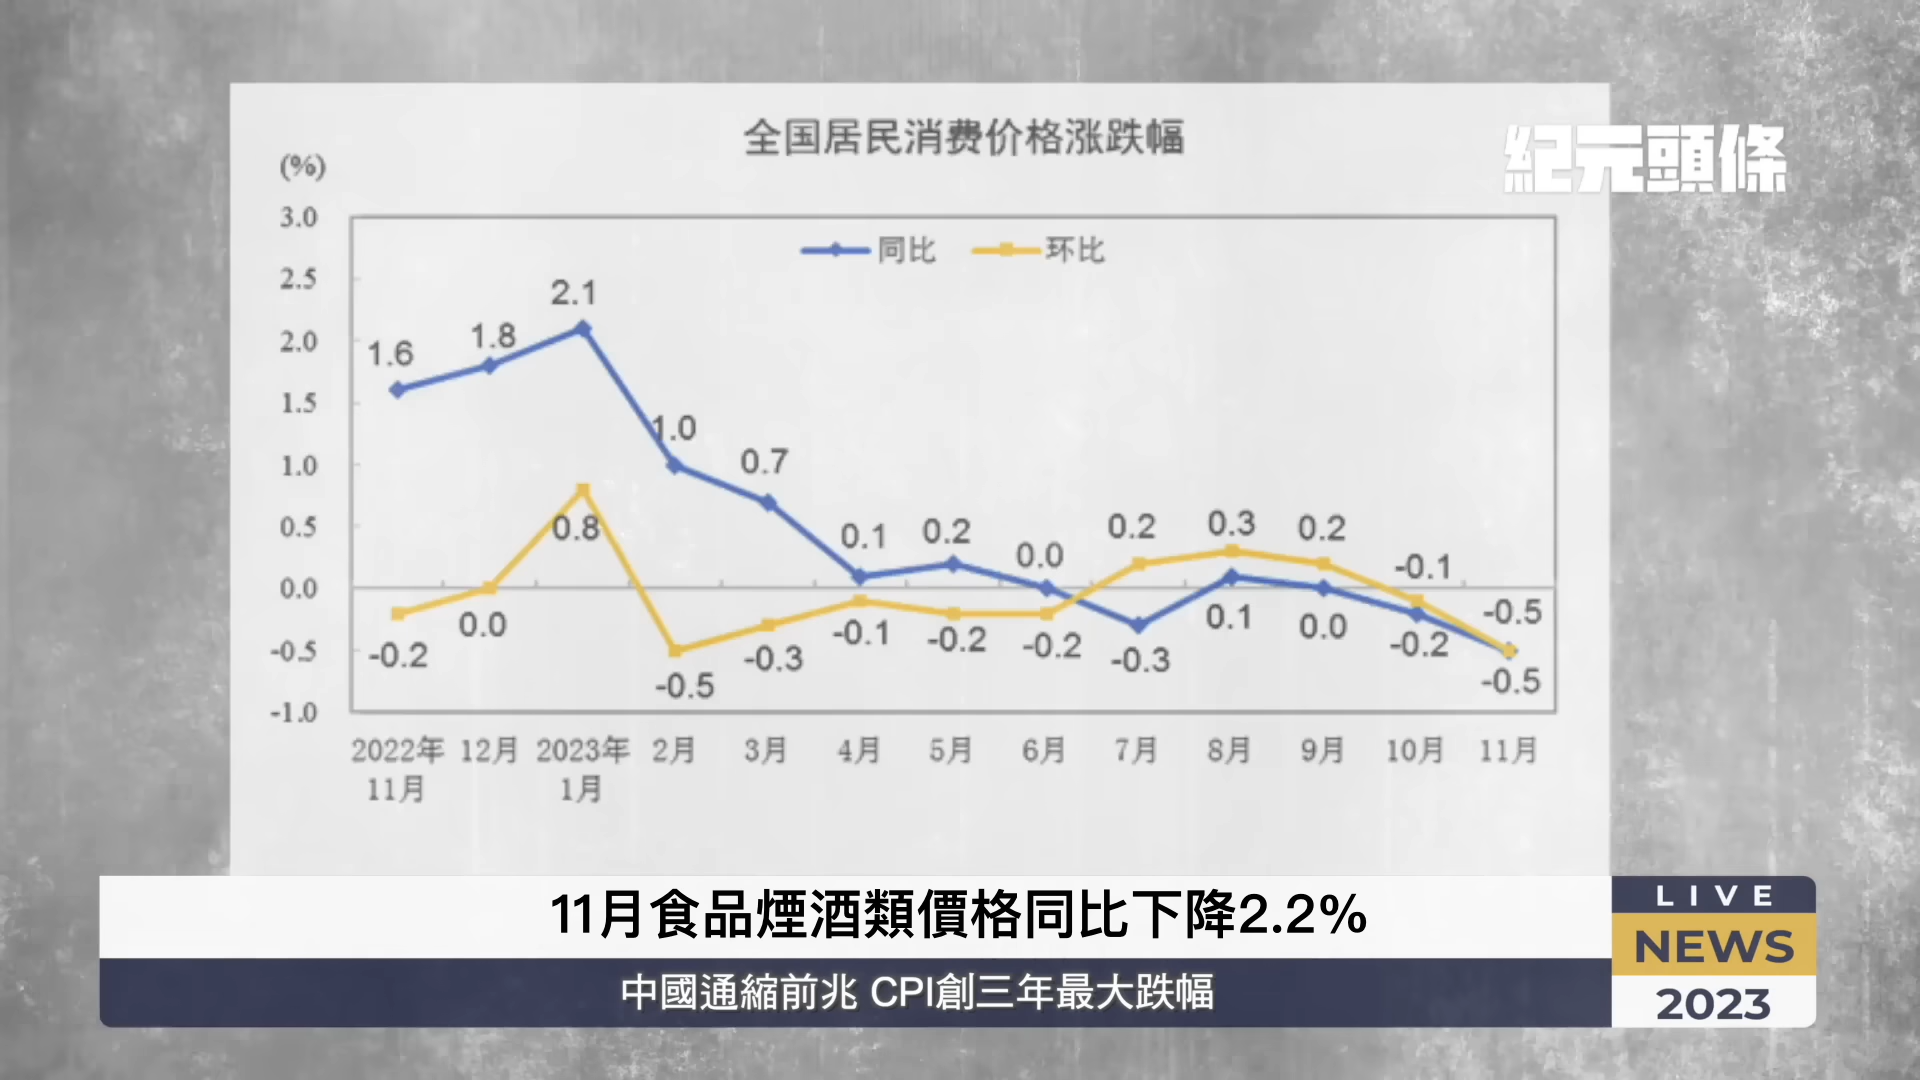 全国居民消费价格涨跌幅
紀元頭條
(%)
3.0
2.5
2.0
1.5
1.0
0.5
0.0
-0.5
-1.0
同比 环比
1.6 1.8 2.1 1.0 0.7 0.1 0.2 0.0 -0.3 0.1 0.0 -0.2 -0.5
-0.2 0.0 0.8 -0.5 -0.3 -0.1 -0.2 -0.2 0.2 0.3 0.2 -0.1 -0.5
2022年 12月 2023年 2月 3月 4月 5月 6月 7月 8月 9月 10月 11月
11月 1月
11月食品煙酒類價格同比下降2.2%
中國通縮前兆 CPI創三年最大跌幅
LIVE
NEWS
2023